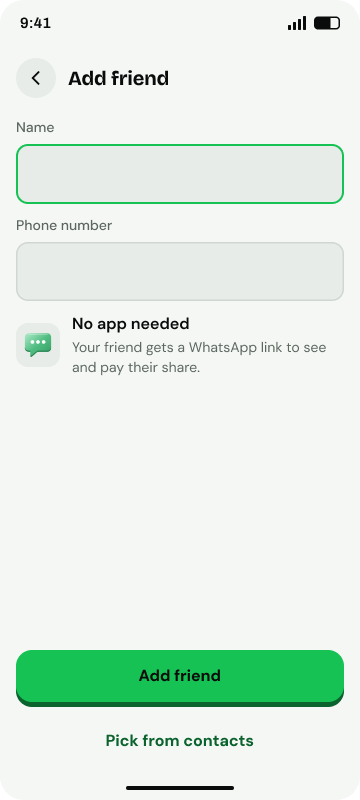 9:41
Add friend
Name
Phone number
No app needed
Your friend gets a WhatsApp link to see
and pay their share.
Add friend
Pick from contacts